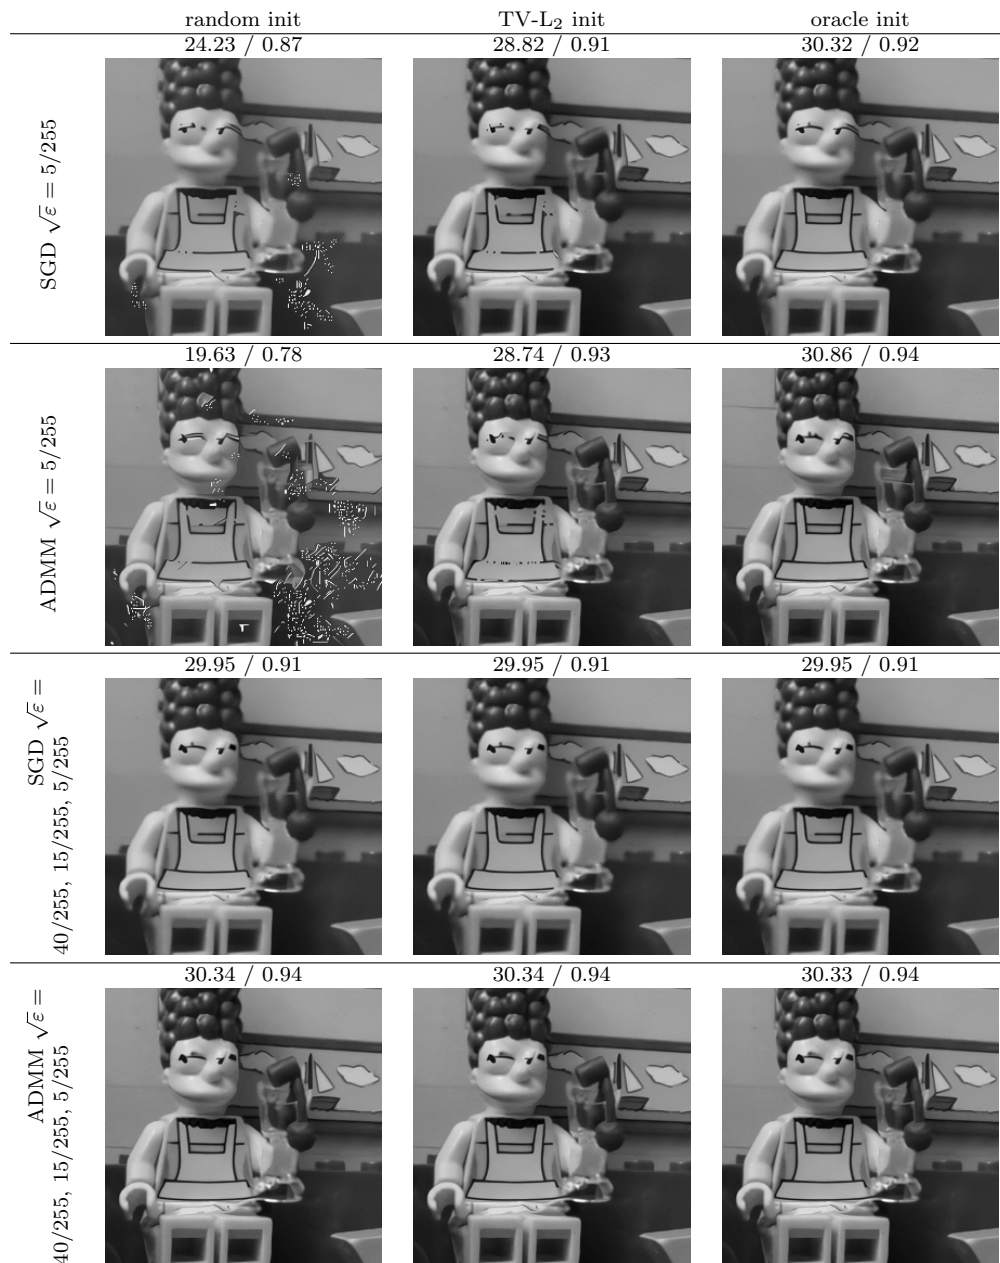 random init TV-L₂ init oracle init
24.23 / 0.87 28.82 / 0.91 30.32 / 0.92
SGD √ε = 5/255
19.63 / 0.78 28.74 / 0.93 30.86 / 0.94
ADMM √ε = 5/255
29.95 / 0.91 29.95 / 0.91 29.95 / 0.91
SGD √ε =
40/255, 15/255, 5/255
30.34 / 0.94 30.34 / 0.94 30.33 / 0.94
ADMM √ε =
40/255, 15/255, 5/255